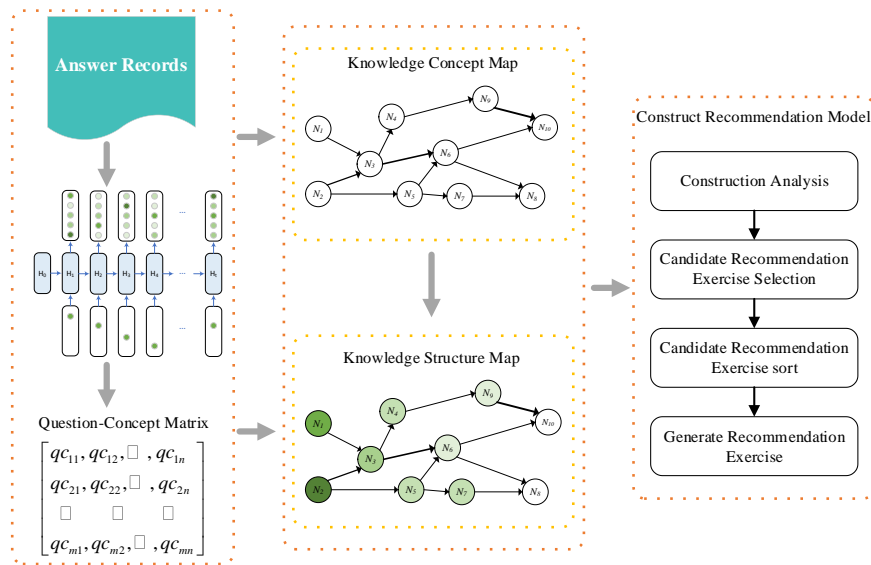 Answer Records
...
H0 H1 H2 H3 H4 ... Ht
...
Question-Concept Matrix
qc11, qc12, □ , qc1n
qc21, qc22, □ , qc2n
□ □ □
qcm1, qcm2, □ , qcmn
Knowledge Concept Map
N1
N2
N3
N4
N5
N6
N7
N8
N9
N10
Knowledge Structure Map
N1
N2
N3
N4
N5
N6
N7
N8
N9
N10
Construct Recommendation Model
Construction Analysis
Candidate Recommendation
Exercise Selection
Candidate Recommendation
Exercise sort
Generate Recommendation
Exercise